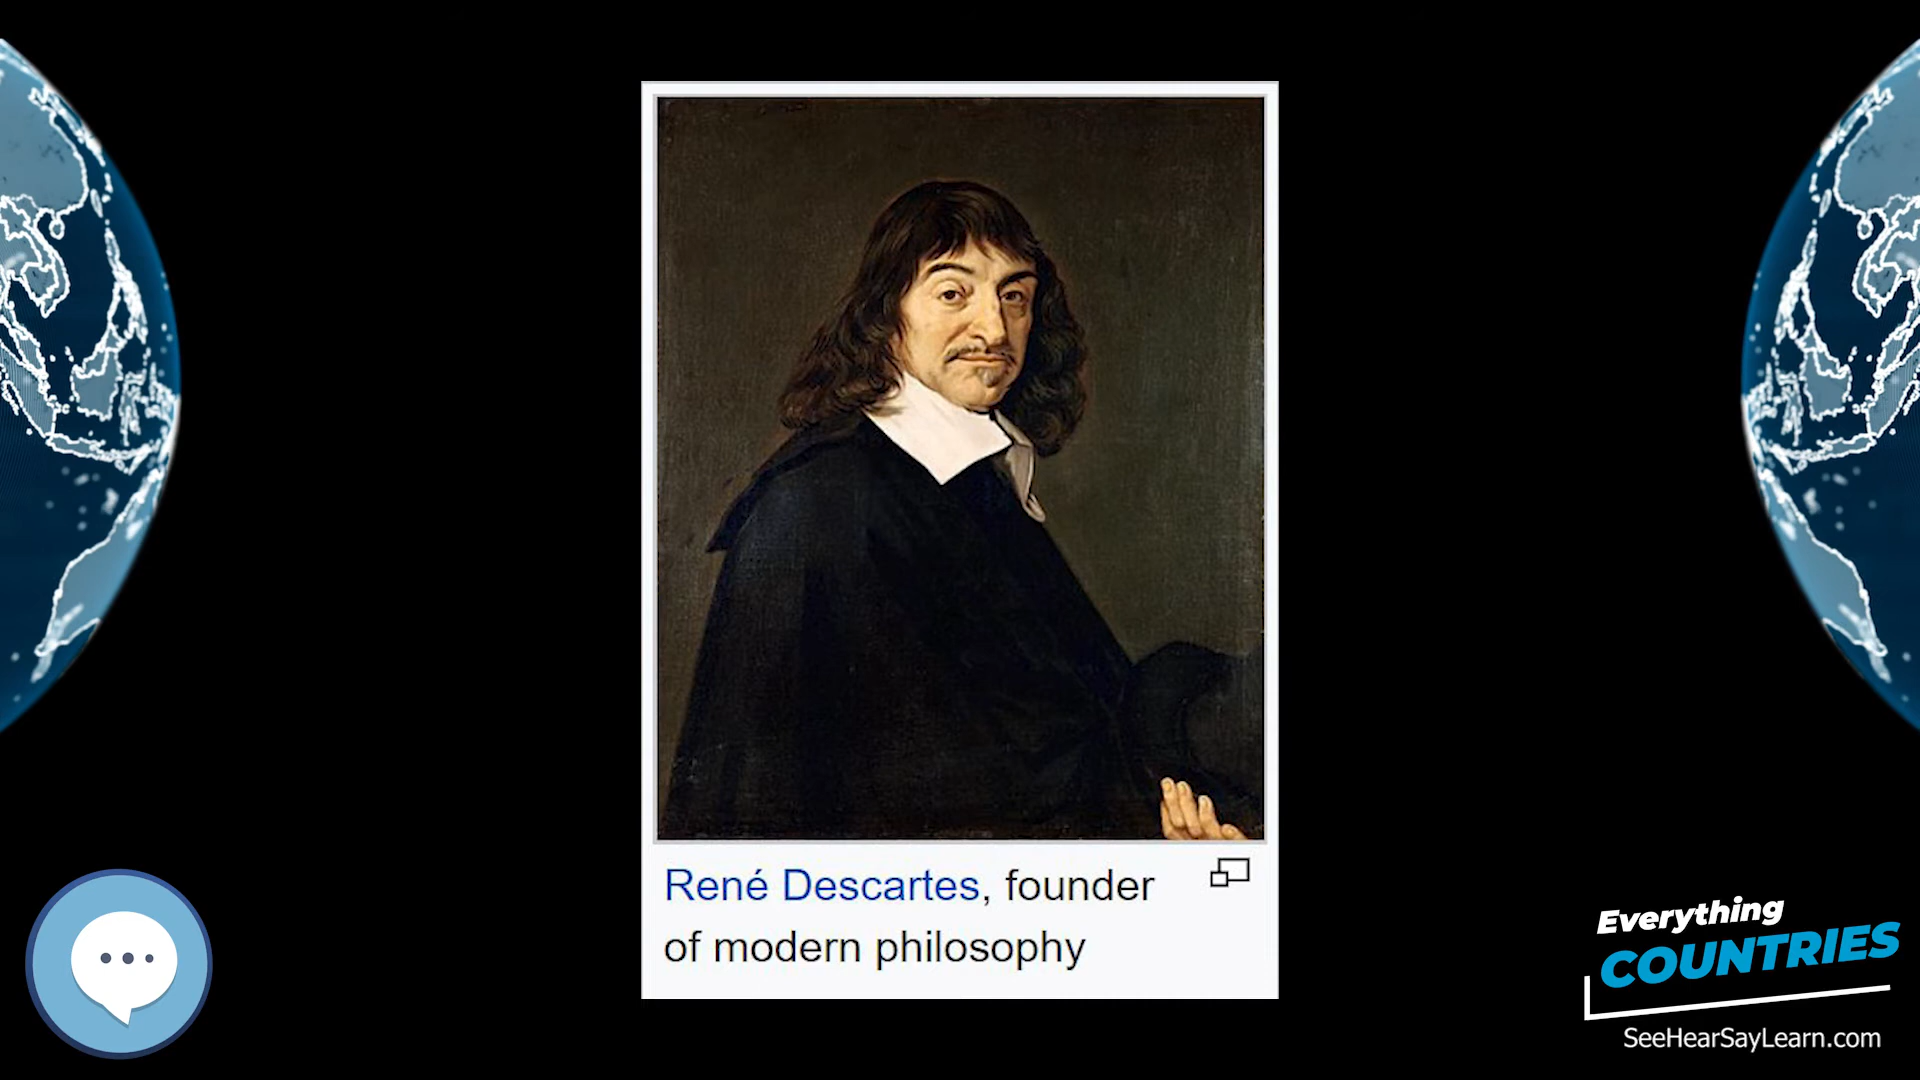 René Descartes, founder
of modern philosophy
Everything
COUNTRIES
SeeHearSayLearn.com